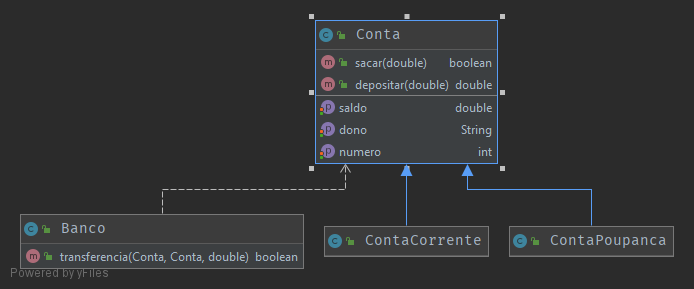 Conta
sacar(double) boolean
depositar(double) double
saldo double
dono String
numero int
Banco
transferencia(Conta, Conta, double) boolean
ContaCorrente
ContaPoupanca
Powered by yFiles